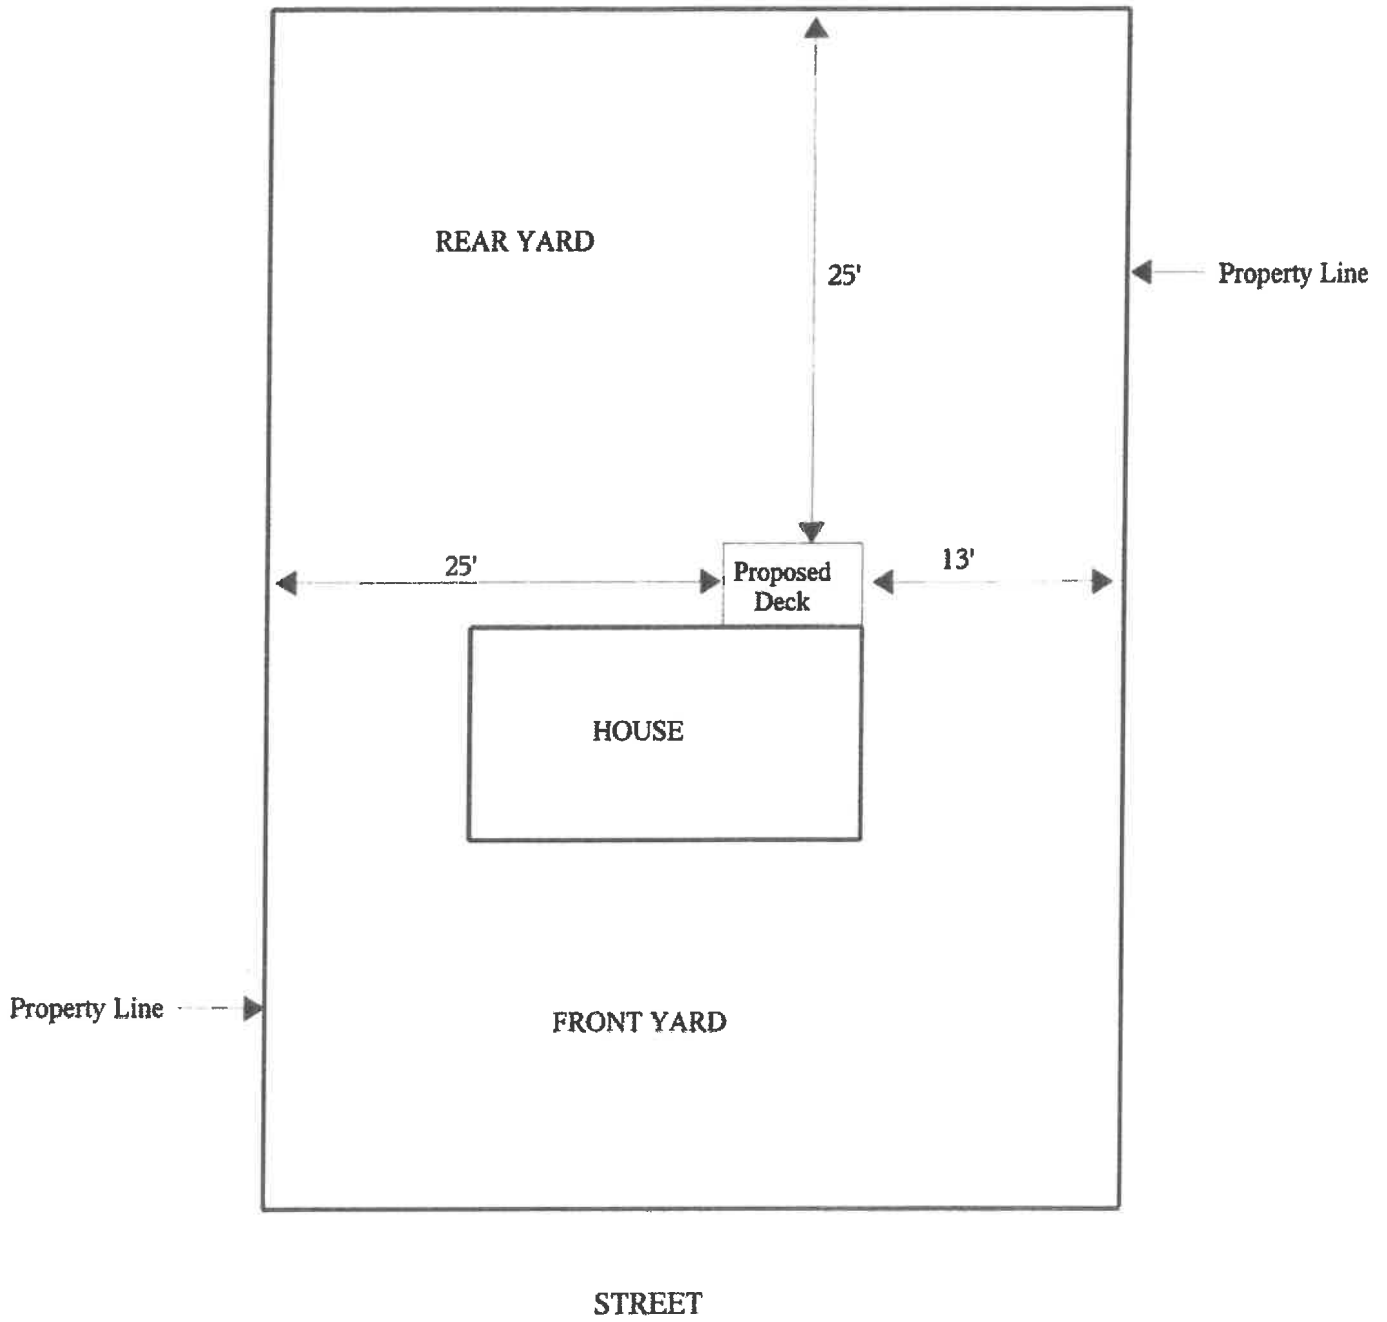 REAR YARD
25'
Property Line
25'
13'
Proposed
Deck
HOUSE
Property Line
FRONT YARD
STREET